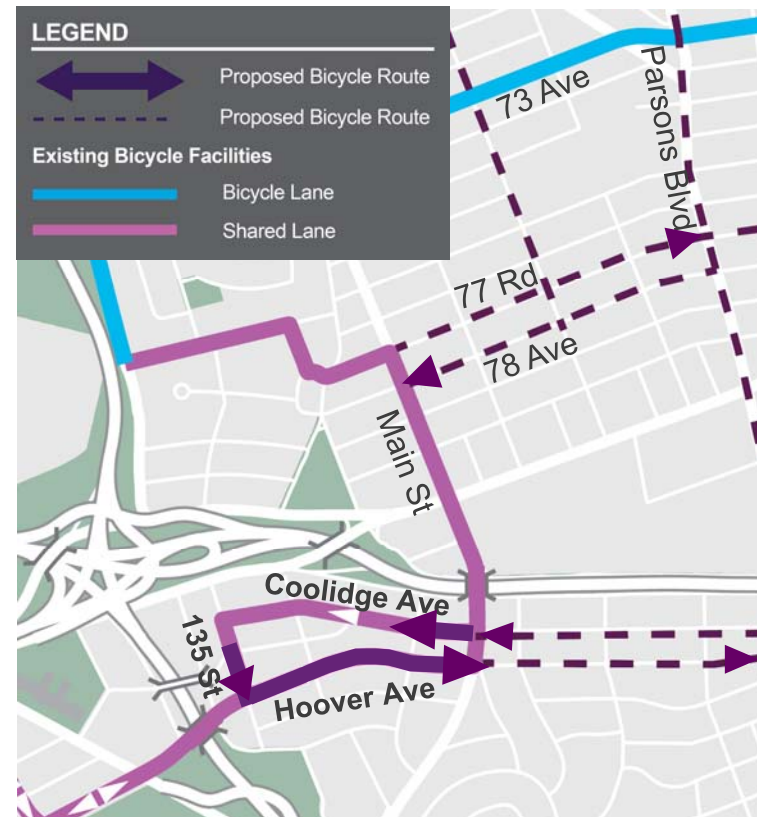 LEGEND
Proposed Bicycle Route
Proposed Bicycle Route
Existing Bicycle Facilities
Bicycle Lane
Shared Lane
73 Ave
Parsons Blvd
77 Rd
78 Ave
Main St
Coolidge Ave
135 St
Hoover Ave